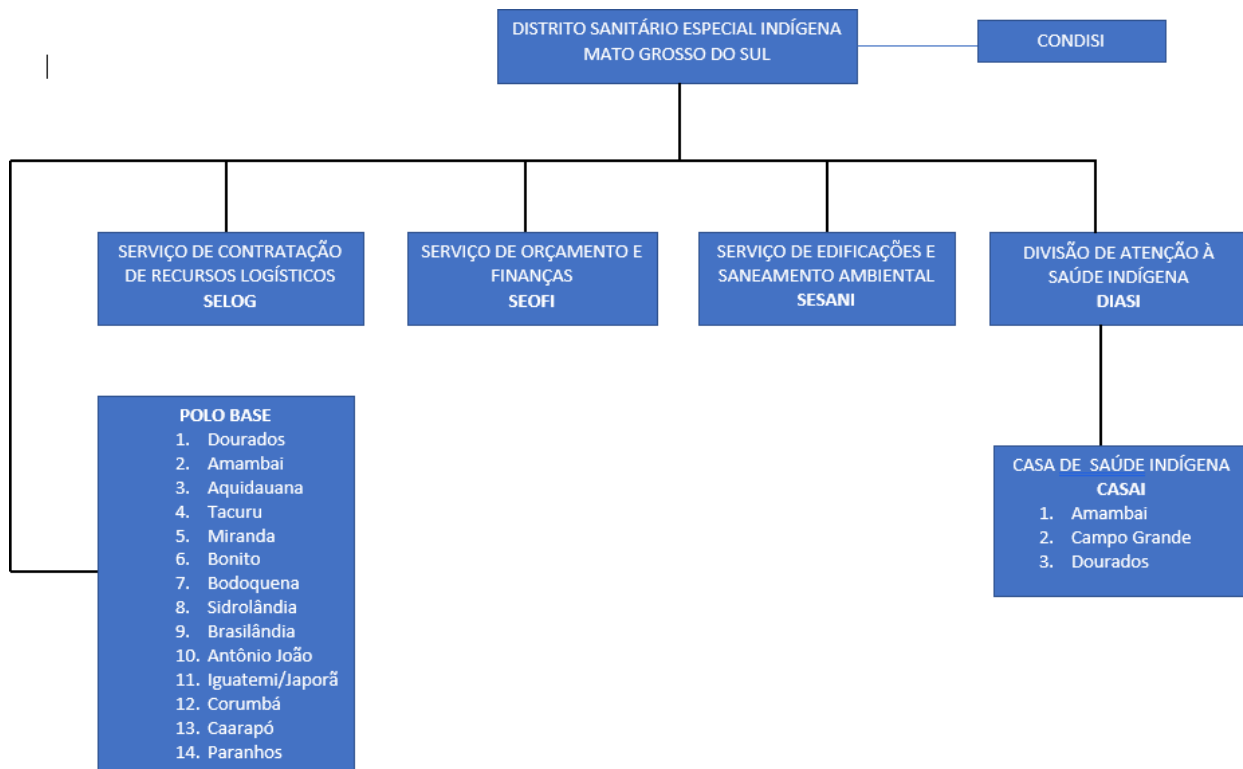 DISTRITO SANITÁRIO ESPECIAL INDÍGENA
MATO GROSSO DO SUL
CONDISI
SERVIÇO DE CONTRATAÇÃO
DE RECURSOS LOGÍSTICOS
SELOG
SERVIÇO DE ORÇAMENTO E
FINANÇAS
SEOFI
SERVIÇO DE EDIFICAÇÕES E
SANEAMENTO AMBIENTAL
SESANI
DIVISÃO DE ATENÇÃO À
SAÚDE INDÍGENA
DIASI
POLO BASE
1. Dourados
2. Amambai
3. Aquidauana
4. Tacuru
5. Miranda
6. Bonito
7. Bodoquena
8. Sidrolândia
9. Brasilândia
10. Antônio João
11. Iguatemi/Japorã
12. Corumbá
13. Caarapó
14. Paranhos
CASA DE SAÚDE INDÍGENA
CASAI
1. Amambai
2. Campo Grande
3. Dourados